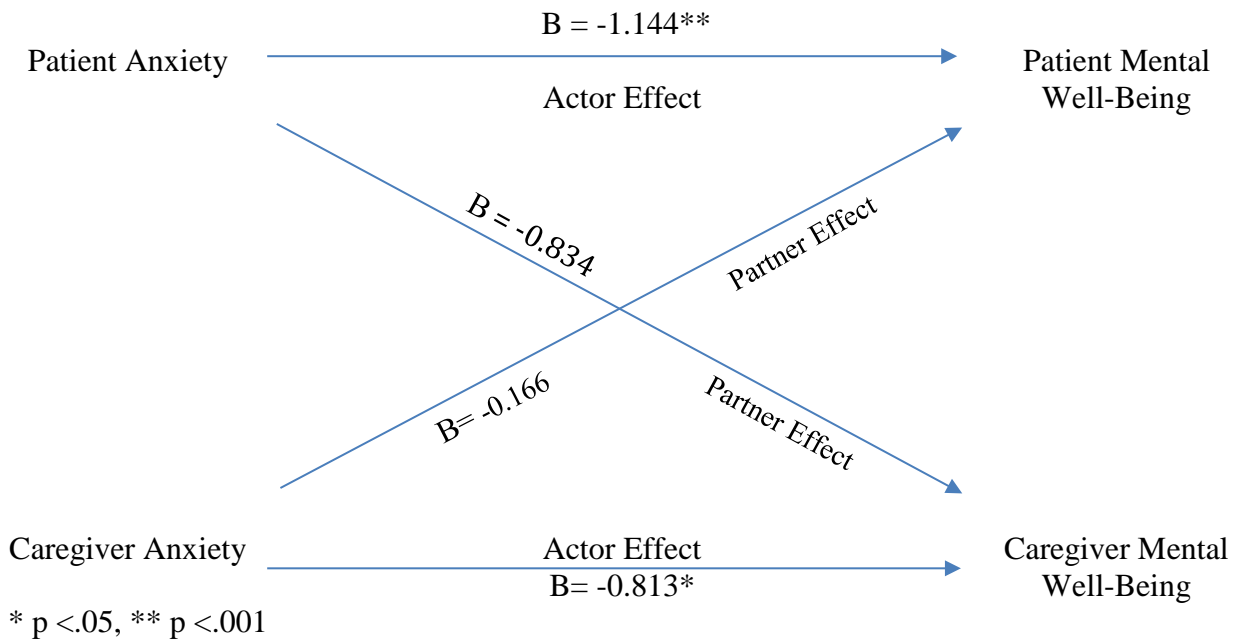 B = -1.144**
Patient Anxiety
Actor Effect
Patient Mental
Well-Being
B = -0.834
Partner Effect
B= -0.166
Partner Effect
Caregiver Anxiety
Actor Effect
B= -0.813*
Caregiver Mental
Well-Being
* p <.05, ** p <.001